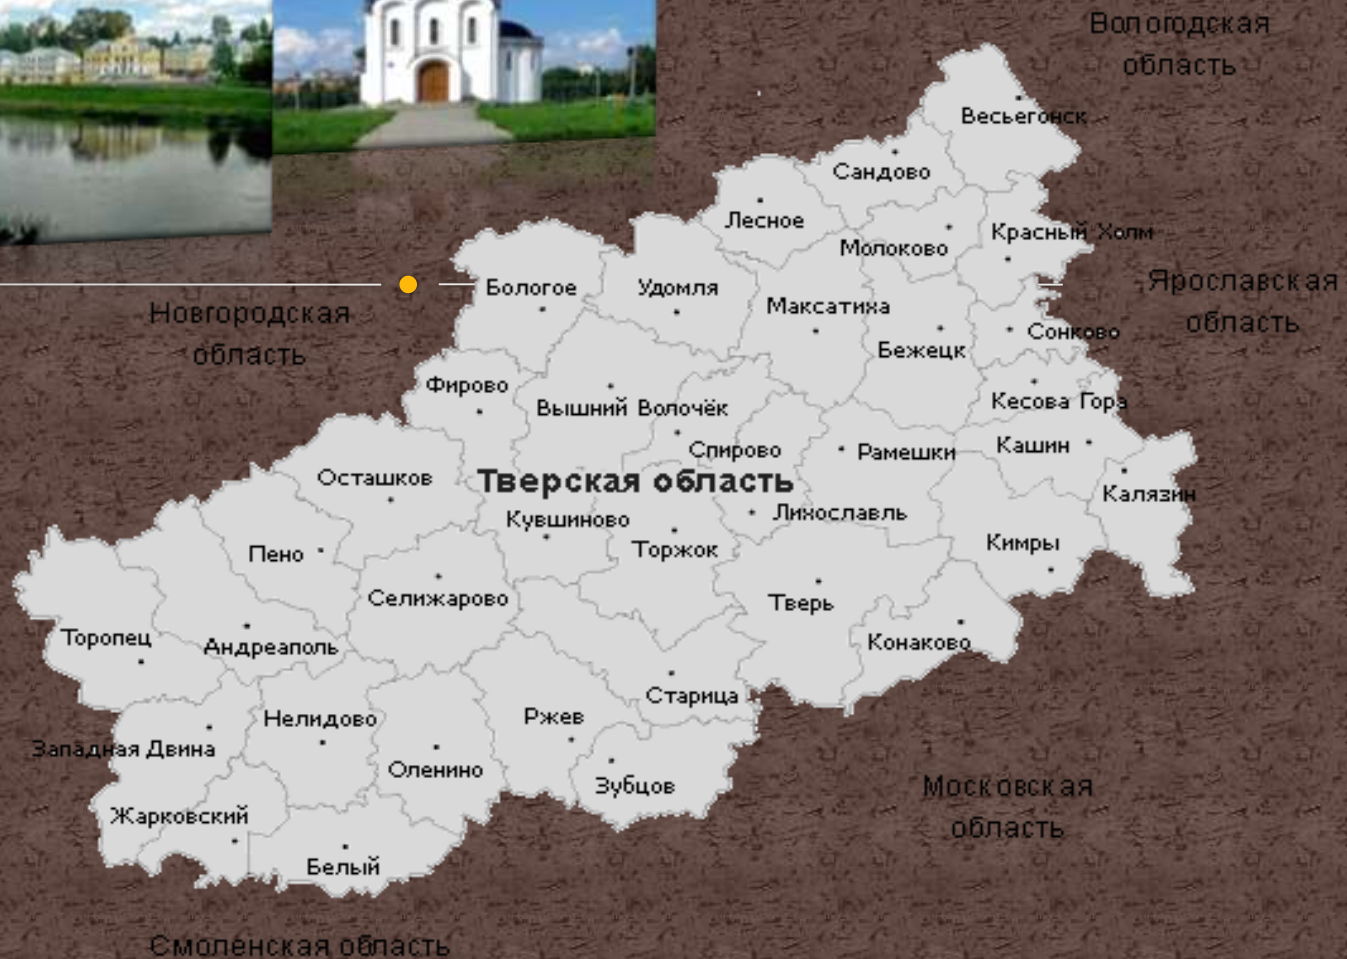 Вологодская
область
Весьегонск
Сандово
Лесное
Красный Холм
Молоково
Ярославская
область
Бологое
Удомля
Максатиха
Новгородская
область
Сонково
Бежецк
Фирово
Вышний Волочёк
Кесова Гора
Спирово
Рамешки
Кашин
Осташков
Тверская область
Калязин
Кувшиново
Лихославль
Торжок
Кимры
Пено
Селижарово
Тверь
Торопец
Андреаполь
Конаково
Старица
Нелидово
Ржев
Западная Двина
Оленино
Зубцов
Московская
область
Жарковский
Белый
Смоленская область